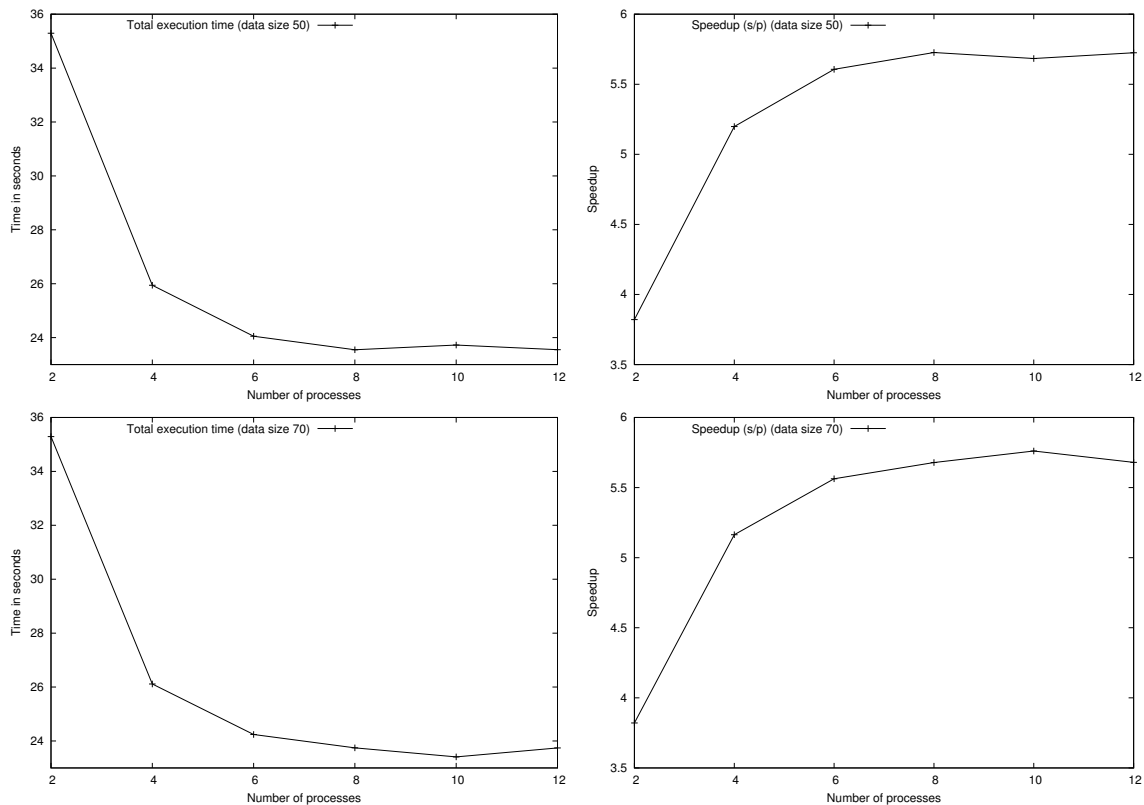 Total execution time (data size 50)
36
34
32
30
28
26
24
Time in seconds
2 4 6 8 10 12
Number of processes
Speedup (s/p) (data size 50)
6
5.5
5
4.5
4
3.5
Speedup
2 4 6 8 10 12
Number of processes
Total execution time (data size 70)
36
34
32
30
28
26
24
Time in seconds
2 4 6 8 10 12
Number of processes
Speedup (s/p) (data size 70)
6
5.5
5
4.5
4
3.5
Speedup
2 4 6 8 10 12
Number of processes